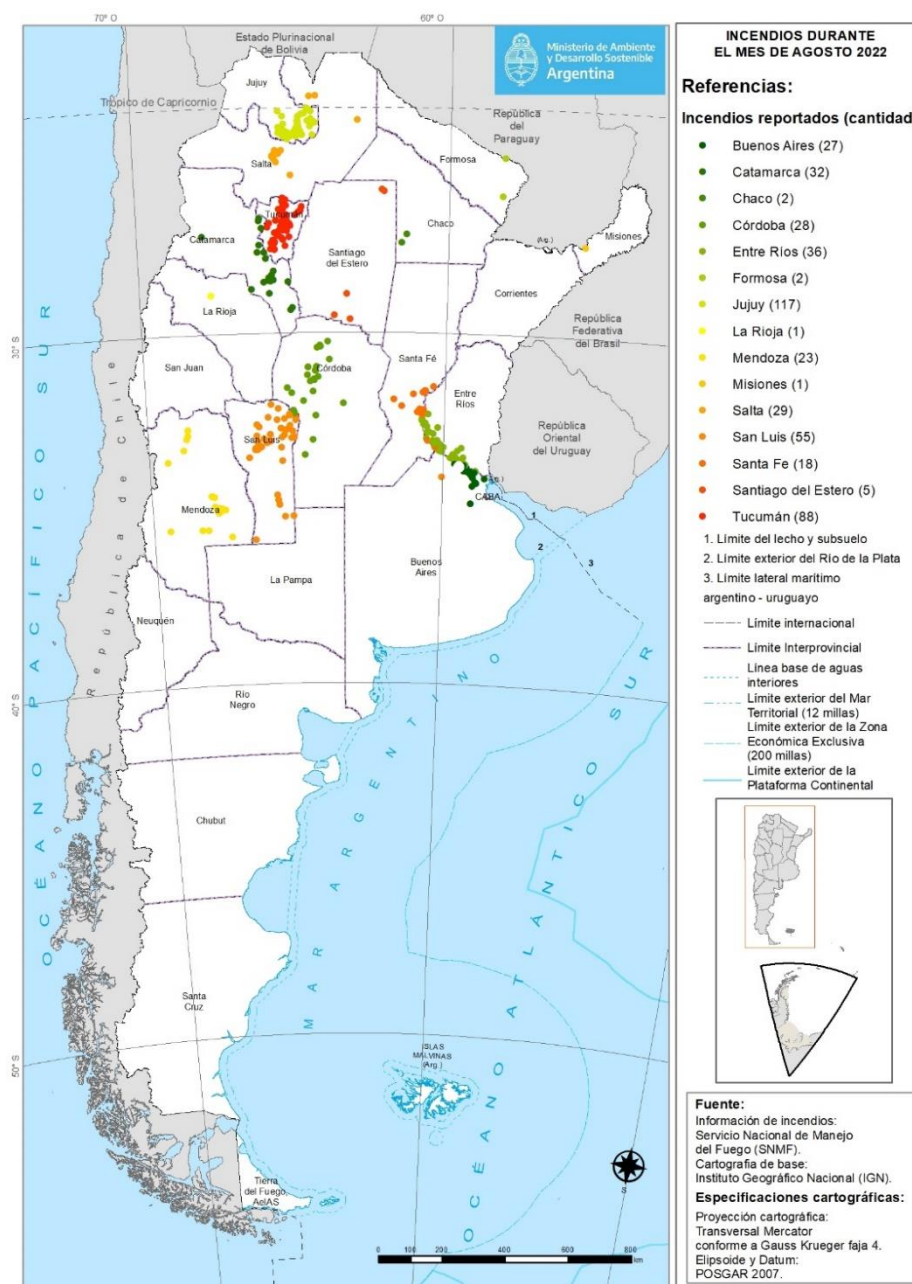 70° O
60° O
Estado Plurinacional
de Bolivia
Ministerio de Ambiente
y Desarrollo Sostenible
Argentina
Jujuy
Trópico de Capricornio
República
del
Paraguay
Salta
Formosa
Tucumán
Chaco
Catamarca
Santiago
del Estero
(Arg.)
Misiones
Corrientes
La Rioja
República
Federativa
del Brasil
30° S
San Juan
Santa Fé
Córdoba
Entre
Ríos
San Luis
República
Oriental
del Uruguay
Mendoza
CABA
1
2
3
Buenos
Aires
La Pampa
Neuquén
Río
Negro
40° S
Chubut
Santa
Cruz
50° S
ISLAS
MALVINAS
(Arg.)
Tierra
del Fuego,
AeIAS
OCÉANO PACÍFICO SUR
República de Chile
MAR ARGENTINO
OCÉANO ATLANTICO SUR
S
0 100 200 400 600 800
km
INCENDIOS DURANTE
EL MES DE AGOSTO 2022
Referencias:
Incendios reportados (cantidad
Buenos Aires (27)
Catamarca (32)
Chaco (2)
Córdoba (28)
Entre Ríos (36)
Formosa (2)
Jujuy (117)
La Rioja (1)
Mendoza (23)
Misiones (1)
Salta (29)
San Luis (55)
Santa Fe (18)
Santiago del Estero (5)
Tucumán (88)
1. Límite del lecho y subsuelo
2. Límite exterior del Río de la Plata
3. Límite lateral marítimo
argentino - uruguayo
Límite internacional
Límite Interprovincial
Línea base de aguas
interiores
Límite exterior del Mar
Territorial (12 millas)
Límite exterior de la Zona
Económica Exclusiva
(200 millas)
Límite exterior de la
Plataforma Continental
Fuente:
Información de incendios:
Servicio Nacional de Manejo
del Fuego (SNMF).
Cartografia de base:
Instituto Geográfico Nacional (IGN).
Especificaciones cartográficas:
Proyección cartográfica:
Transversal Mercator
conforme a Gauss Krueger faja 4.
Elipsoide y Datum:
POSGAR 2007.